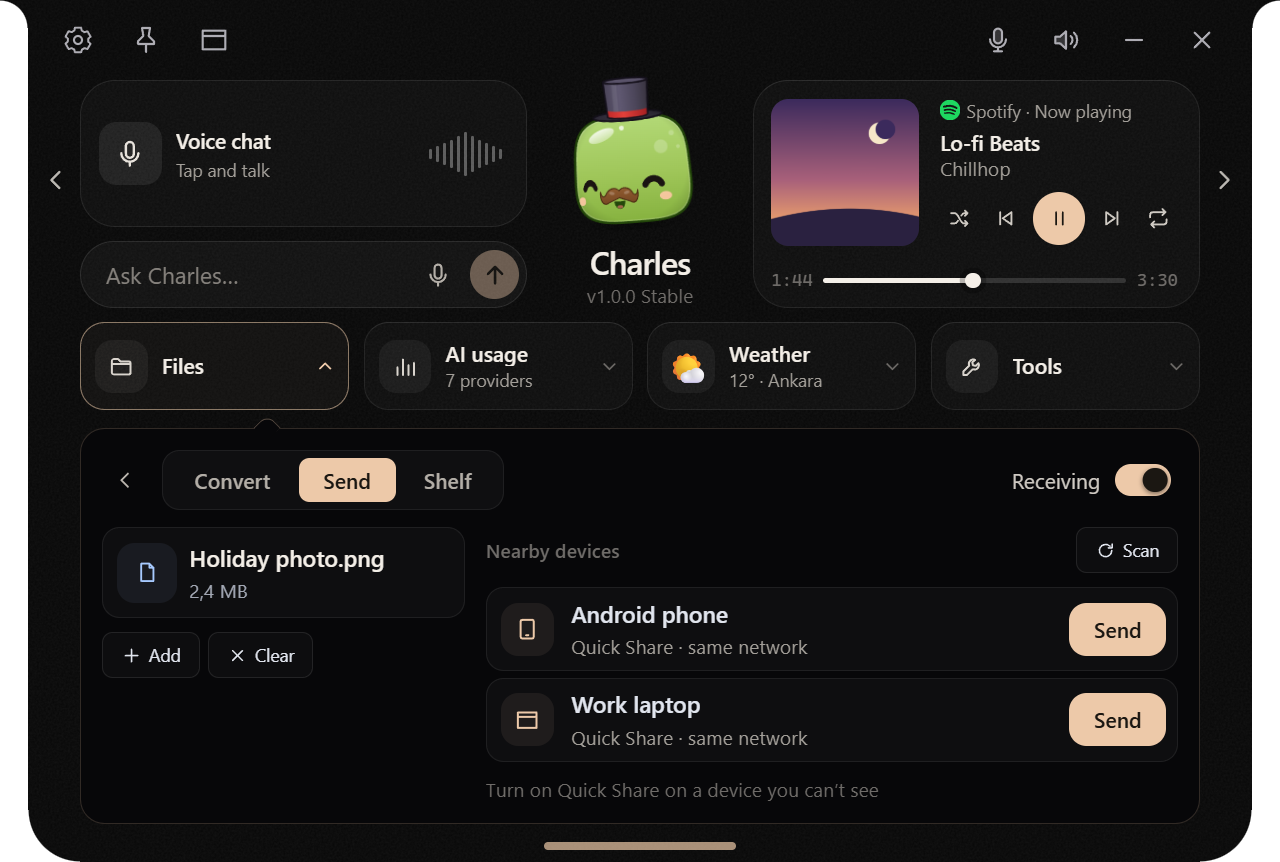 Voice chat
Tap and talk
Ask Charles...
Charles
v1.0.0 Stable
Spotify · Now playing
Lo-fi Beats
Chillhop
1:44
3:30
Files
AI usage
7 providers
Weather
12° · Ankara
Tools
Convert
Send
Shelf
Receiving
Holiday photo.png
2,4 MB
Add
Clear
Nearby devices
Scan
Android phone
Quick Share · same network
Send
Work laptop
Quick Share · same network
Send
Turn on Quick Share on a device you can’t see